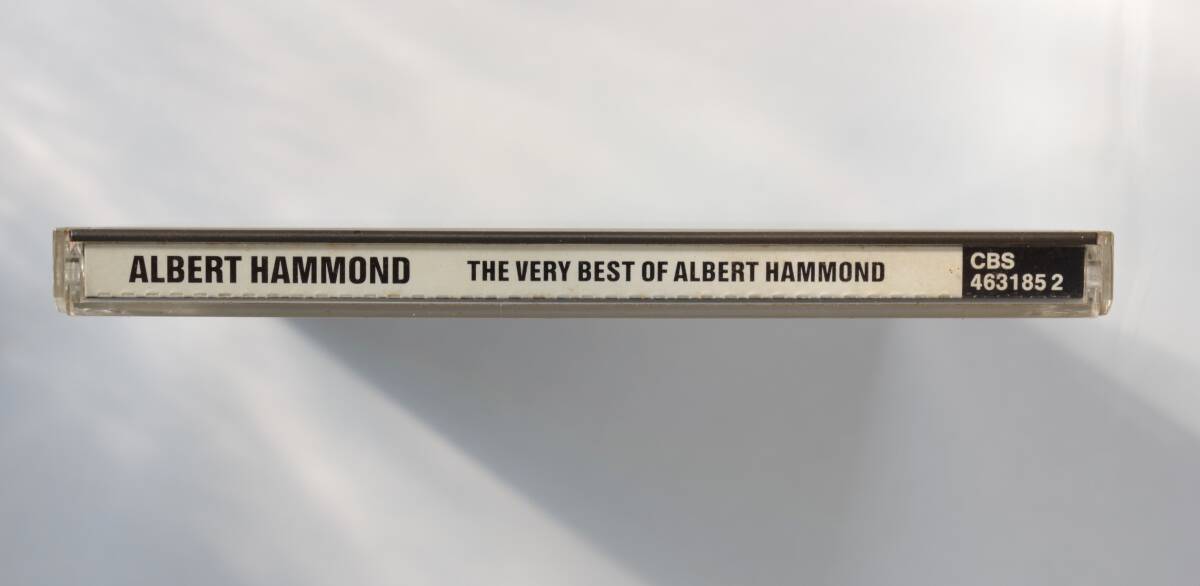 ALBERT HAMMOND
THE VERY BEST OF ALBERT HAMMOND
CBS
463185 2